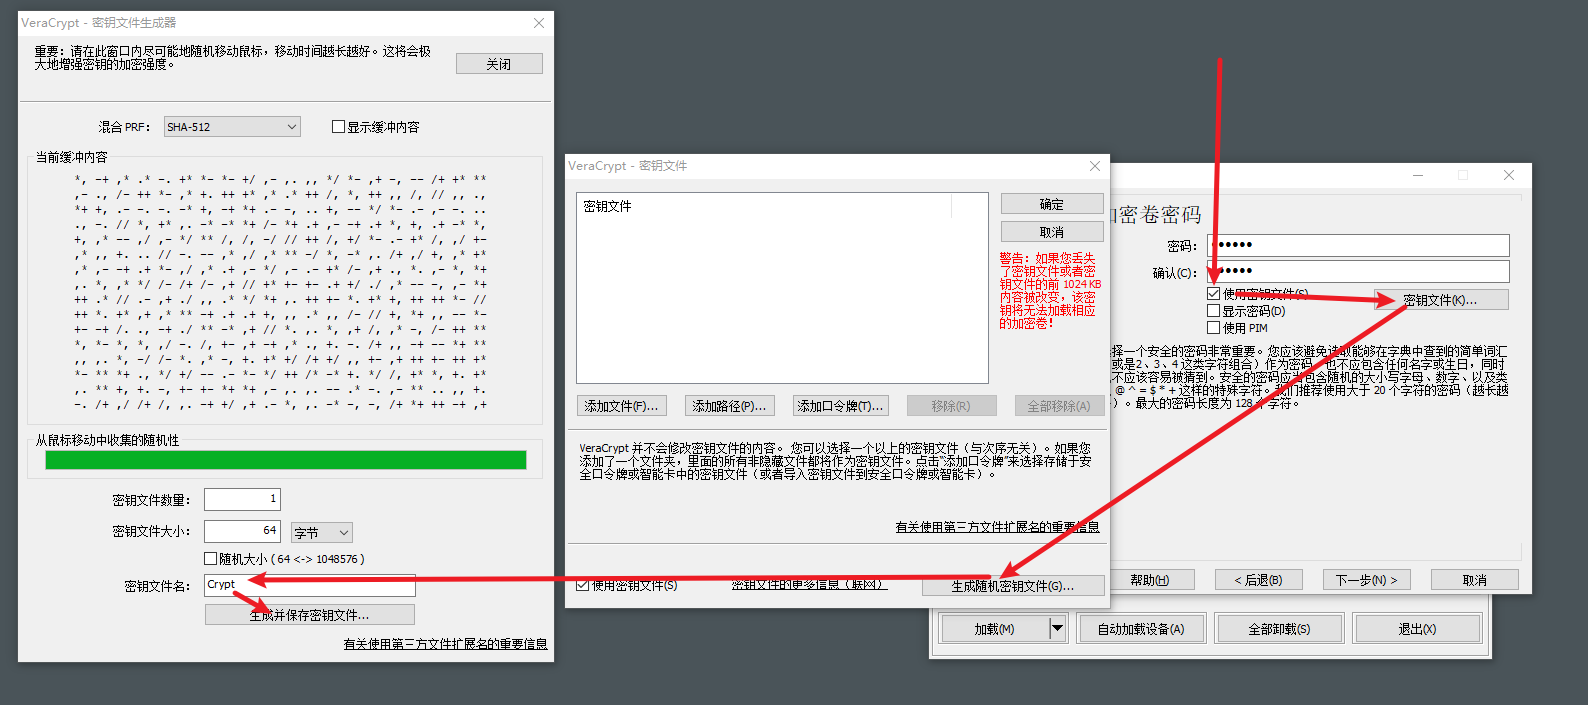 VeraCrypt - 密钥文件生成器
重要：请在此窗口内尽可能地随机移动鼠标，移动时间越长越好。这将会极
大地增强密钥的加密强度。
关闭
混合 PRF：
SHA-512
显示缓冲内容
当前缓冲内容
*, -+ ,* .* -. +* *- *- +/ ,- ,. ,, */ *- ,+ -, -- /+ +* **
,- ., /- ++ *- ,* +. ++ +* ,* .* ++ /, *, ++ ,, /, //, ,. .,
*+ +, .- -. -. -* +, -+ *+ .- -, .. +, -- */ *- .- ,- -. ..
., -. // *, +* ,. -* -* *+ /- *+ .+ ,- -+ .+ *, +, .+ -* *,
+, ,* -- ,/ ,- */ ** /, /, -/ // ++ /, +/ *- .- +* /, ,/ +-
,* ,, +. .. // -. -- ,* ,/ ,* ** -/ *, -* ,. /+ ,/ +, ,* +*
,* ,- -+ .+ *- ,/ ,* .+ ,- */ ,- .- +* /- ,+ ., *. ,- *, *+
,. *, ,* */ /- /+ /- ,+ // +* +- +- .+ +/ ./ ,* -- -, ,- -*
++ .* // .- ,+ ./ ,, .* */ *+ ,. ++ +- *. +* +, ++ ++ *- //
++ *. +* ,+ ,* ** -+ .+ +, ++ ,. ,* ,, /- // -+ +, *+ ,, -- *-
+- -+ /. ., -+ ./ ** -* ,+ // *. ,. *, ,+ /, ,* -, /- ++ **
*, *- *, *, ,/ -. /, +- ,+ -+ ,* ., +. -. /+ ,, -- -- *+ **
,, ,. *, -/ /- *. ,* -, +. +* +/ /+ +/ ,, +- ,+ ++ +- ++ +*
*- ** *+ ., */ +/ -- .- *- */ ++ /* -* +. */ /, +* *, +. +*
,. ** +, +. -, +- +- *+ *+ ,- ,. ,. -- .* -. ,- ** .. ,, +.
-. /+ ,/ /+ /, ,. -+ +/ ,+ .- *, ,. -* -, -, /+ *+ ++ -+ ,+
从鼠标移动中收集的随机性
密钥文件数量： 1
密钥文件大小： 64 字节
随机大小 ( 64 <-> 1048576 )
密钥文件名： Crypt
生成并保存密钥文件...
有关使用第三方文件扩展名的重要信息
VeraCrypt - 密钥文件
密钥文件
确定
取消
警告：如果您丢失
了密钥文件或者密
钥文件的前 1024 KB
内容被改变，该密
钥将无法加载相应
的加密卷！
添加文件(F)... 添加路径(P)... 添加口令牌(T)... 移除(R) 全部移除(A)
VeraCrypt 并不会修改密钥文件的内容。 您可以选择一个以上的密钥文件（与次序无关）。如果您
添加了一个文件夹，里面的所有非隐藏文件都将作为密钥文件。点击“添加口令牌”来选择存储于安
全口令牌或智能卡中的密钥文件（或者导入密钥文件到安全口令牌或智能卡）。
有关使用第三方文件扩展名的重要信息
使用密钥文件(S) 密钥文件的更多信息（联网） 生成随机密钥文件(G)...
密卷密码
密码：
确认(C)：
使用密钥文件(S)
密钥文件(K)...
显示密码(D)
使用 PIM
择一个安全的密码非常重要。您应该避免选取能够在字典中查到的简单词汇
或是2、3、4 这类字符组合）作为密码。也不应包含任何名字或生日，同时
不应该容易被猜到。安全的密码应当包含随机的大小写字母、数字、以及类
@ ^ = $ * + 这样的特殊字符。我们推荐使用大于 20 个字符的密码（越长越
）。最大的密码长度为 128 个字符。
帮助(H) < 后退(B) 下一步(N) > 取消
加载(M) 自动加载设备(A) 全部卸载(S) 退出(X)